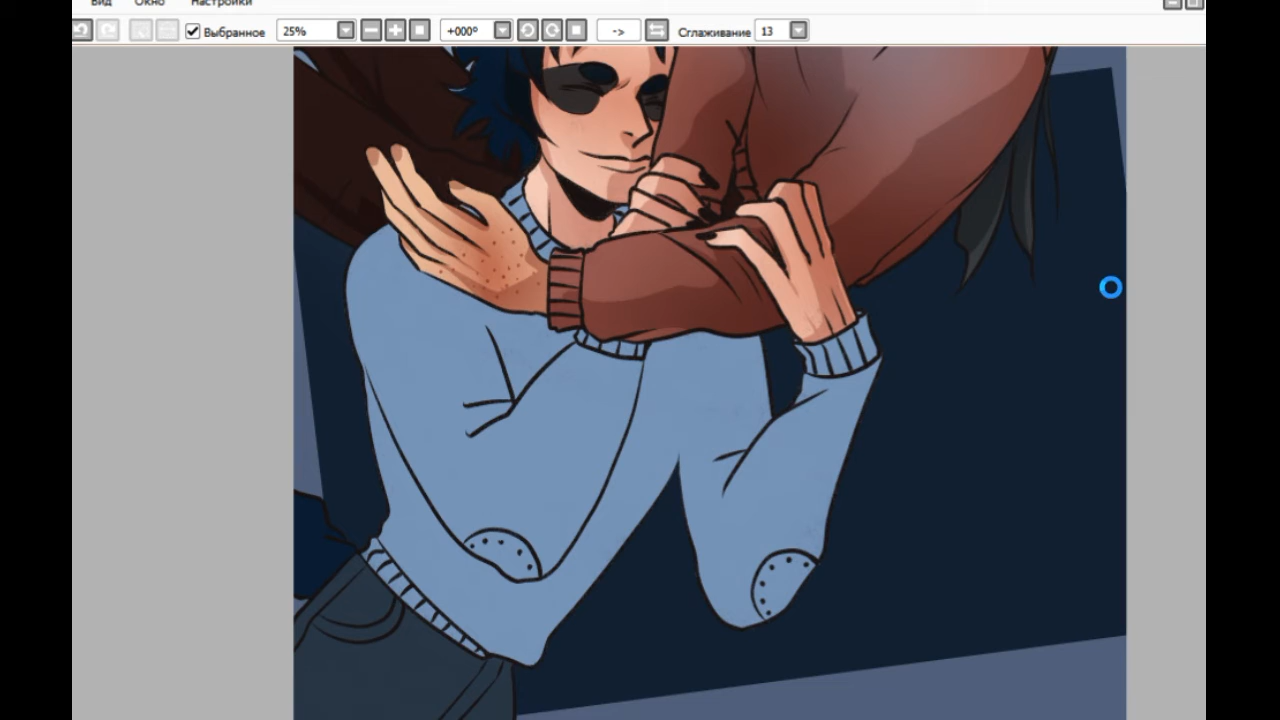 Вид Окно Настройки
Выбранное 25% +000° -> Сглаживание 13